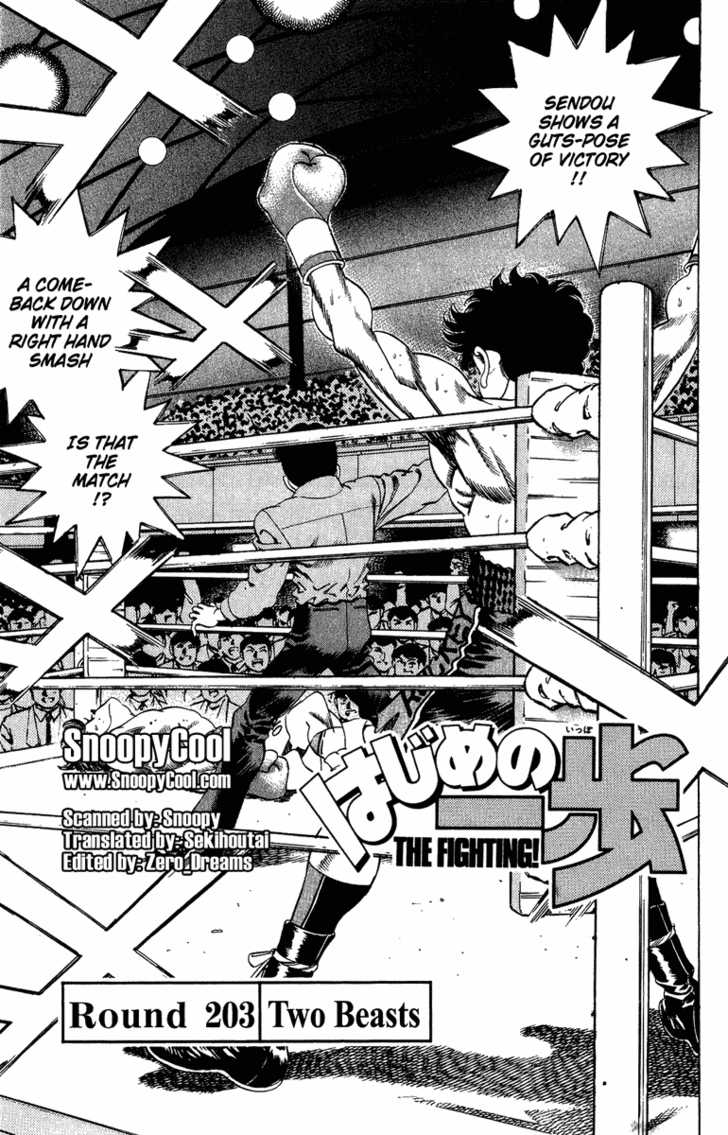 SENDOU
SHOWS A
GUTS-POSE
OF VICTORY
!!
A COME-
BACK DOWN
WITH A
RIGHT HAND
SMASH
IS THAT
THE
MATCH
!?
SnoopyCool
www.SnoopyCool.com
Scanned by: Snoopy
Translated by: Sekihoutai
Edited by: Zero_Dreams
いっぽ
はじめの一歩
THE FIGHTING!
Round 203 Two Beasts